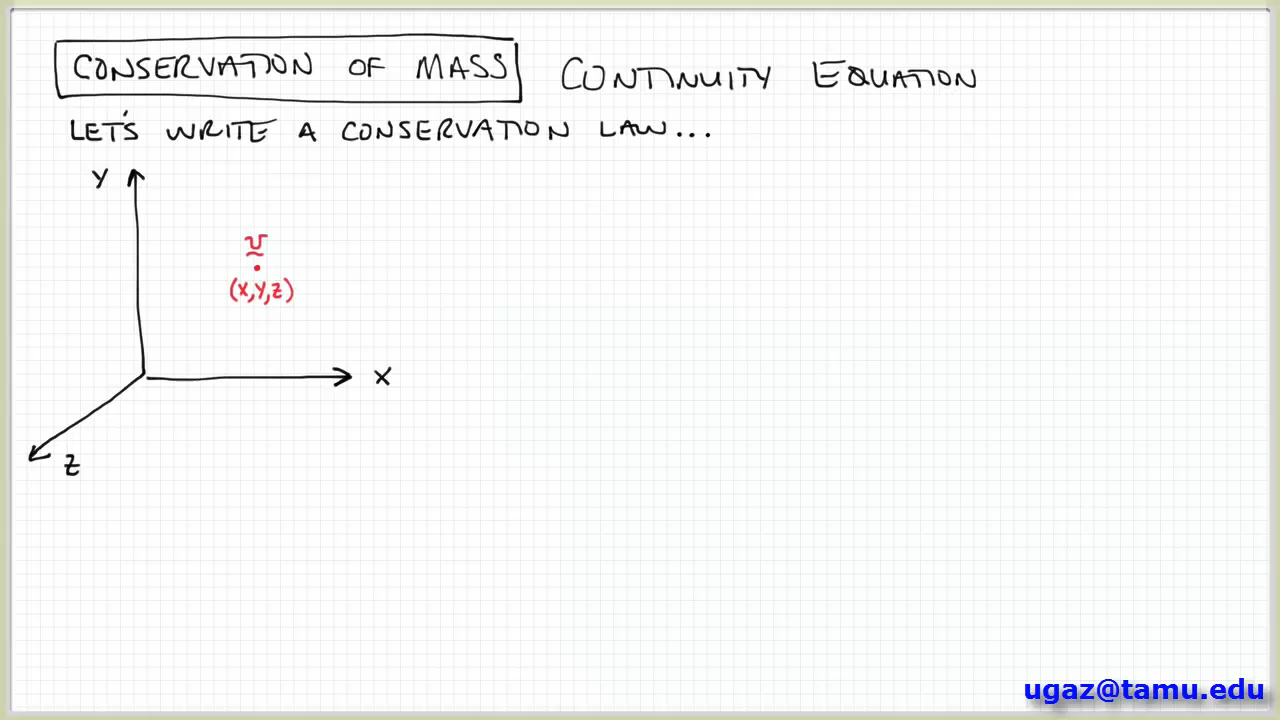 CONSERVATION OF MASS CONTINUITY EQUATION
LET'S WRITE A CONSERVATION LAW...
Y
v
(X,Y,Z)
X
Z
ugaz@tamu.edu